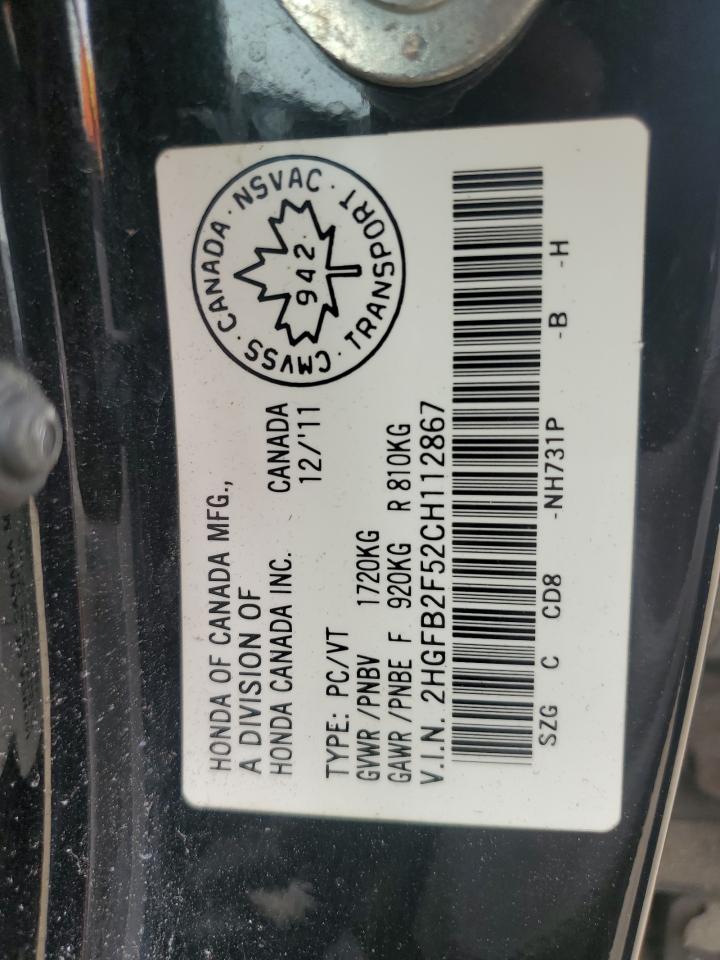 HONDA OF CANADA MFG.,
A DIVISION OF
HONDA CANADA INC. CANADA
12/'11
TYPE: PC/VT
GVWR /PNBV 1720KG
GAWR /PNBE F 920KG R 810KG
V.I.N. 2HGFB2F52CH112867
SZG C CD8 -NH731P -B -H
CMVSS · CANADA · NSVAC · TRANSPORT ·
942